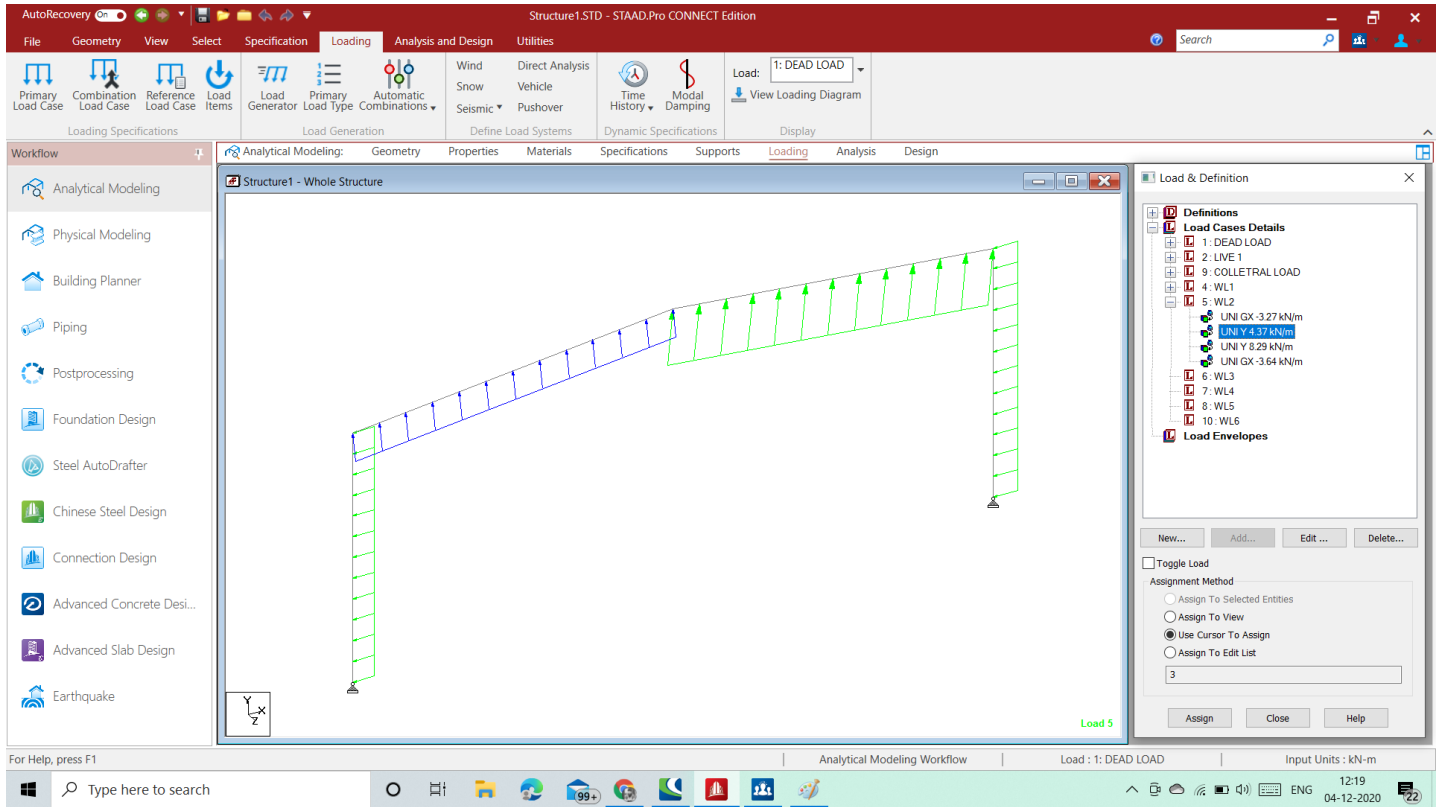 AutoRecovery On
Structure1.STD - STAAD.Pro CONNECT Edition
File Geometry View Select Specification Loading Analysis and Design Utilities
Search
Primary Load Case
Combination Load Case
Reference Load Case
Load Items
Loading Specifications
Load Generator
Primary Load Type
Automatic Combinations
Load Generation
Wind Direct Analysis
Snow Vehicle
Seismic Pushover
Define Load Systems
Time History
Modal Damping
Dynamic Specifications
Load: 1: DEAD LOAD
View Loading Diagram
Display
Workflow
Analytical Modeling: Geometry Properties Materials Specifications Supports Loading Analysis Design
Analytical Modeling
Physical Modeling
Building Planner
Piping
Postprocessing
Foundation Design
Steel AutoDrafter
Chinese Steel Design
Connection Design
Advanced Concrete Desi...
Advanced Slab Design
Earthquake
Structure1 - Whole Structure
Y
X
Z
Load 5
Load & Definition
Definitions
Load Cases Details
1 : DEAD LOAD
2 : LIVE 1
9 : COLLETRAL LOAD
4 : WL1
5 : WL2
UNI GX -3.27 kN/m
UNI Y 4.37 kN/m
UNI Y 8.29 kN/m
UNI GX -3.64 kN/m
6 : WL3
7 : WL4
8 : WL5
10 : WL6
Load Envelopes
New... Add... Edit ... Delete...
Toggle Load
Assignment Method
Assign To Selected Entities
Assign To View
Use Cursor To Assign
Assign To Edit List
3
Assign Close Help
For Help, press F1
Analytical Modeling Workflow
Load : 1: DEAD LOAD
Input Units : kN-m
Type here to search
99+
ENG
12:19
04-12-2020
22